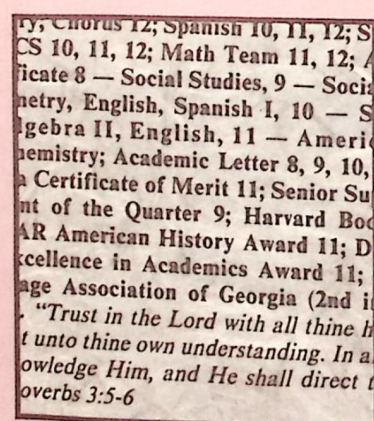 ry; Chorus 12; Spanish 10, 11, 12; S
CS 10, 11, 12; Math Team 11, 12; A
ficate 8 — Social Studies, 9 — Socia
metry, English, Spanish I, 10 — S
lgebra II, English, 11 — Americ
hemistry; Academic Letter 8, 9, 10,
a Certificate of Merit 11; Senior Su
nt of the Quarter 9; Harvard Boo
AR American History Award 11; D
xcellence in Academics Award 11;
age Association of Georgia (2nd i
. “Trust in the Lord with all thine h
t unto thine own understanding. In a
owledge Him, and He shall direct t
overbs 3:5-6